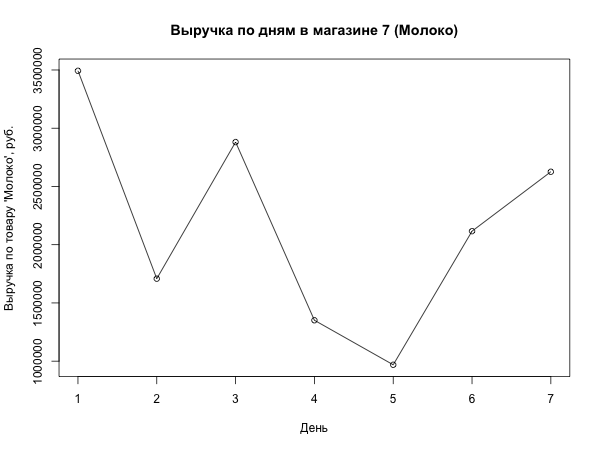 Выручка по дням в магазине 7 (Молоко)
Выручка по товару 'Молоко', руб.
3500000
3000000
2500000
2000000
1500000
1000000
1 2 3 4 5 6 7
День